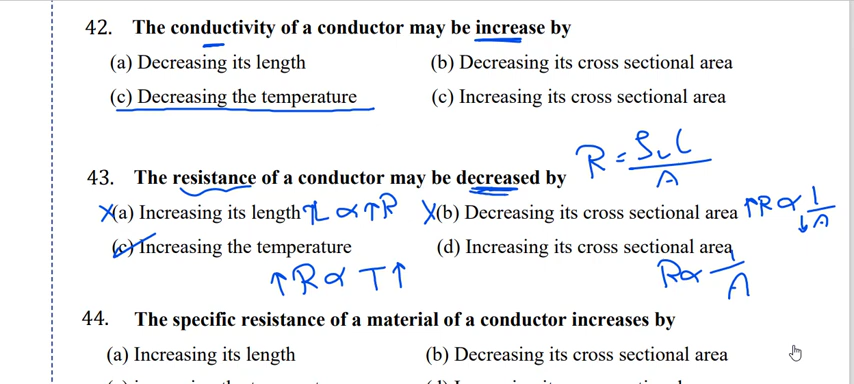 42. The conductivity of a conductor may be increase by
(a) Decreasing its length (b) Decreasing its cross sectional area
(c) Decreasing the temperature (c) Increasing its cross sectional area
R = ρL/A
43. The resistance of a conductor may be decreased by
X(a) Increasing its length ↑L ∝ ↑R X(b) Decreasing its cross sectional area ↑R ∝ 1/↓A
(c) Increasing the temperature (d) Increasing its cross sectional area
↑R ∝ T↑ R ∝ 1/A
44. The specific resistance of a material of a conductor increases by
(a) Increasing its length (b) Decreasing its cross sectional area